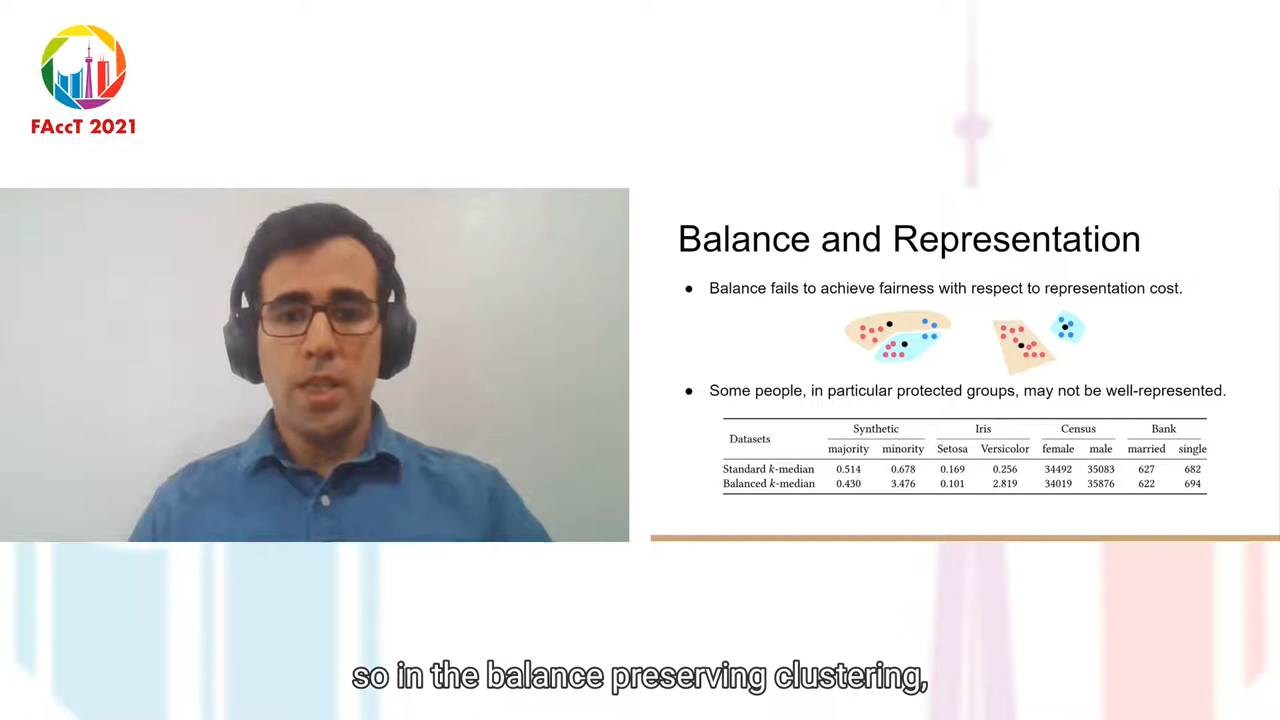 FAccT 2021
Balance and Representation
● Balance fails to achieve fairness with respect to representation cost.
● Some people, in particular protected groups, may not be well-represented.
Datasets Synthetic Iris Census Bank
majority minority Setosa Versicolor female male married single
Standard k-median 0.514 0.678 0.169 0.256 34492 35083 627 682
Balanced k-median 0.430 3.476 0.101 2.819 34019 35876 622 694
so in the balance preserving clustering,